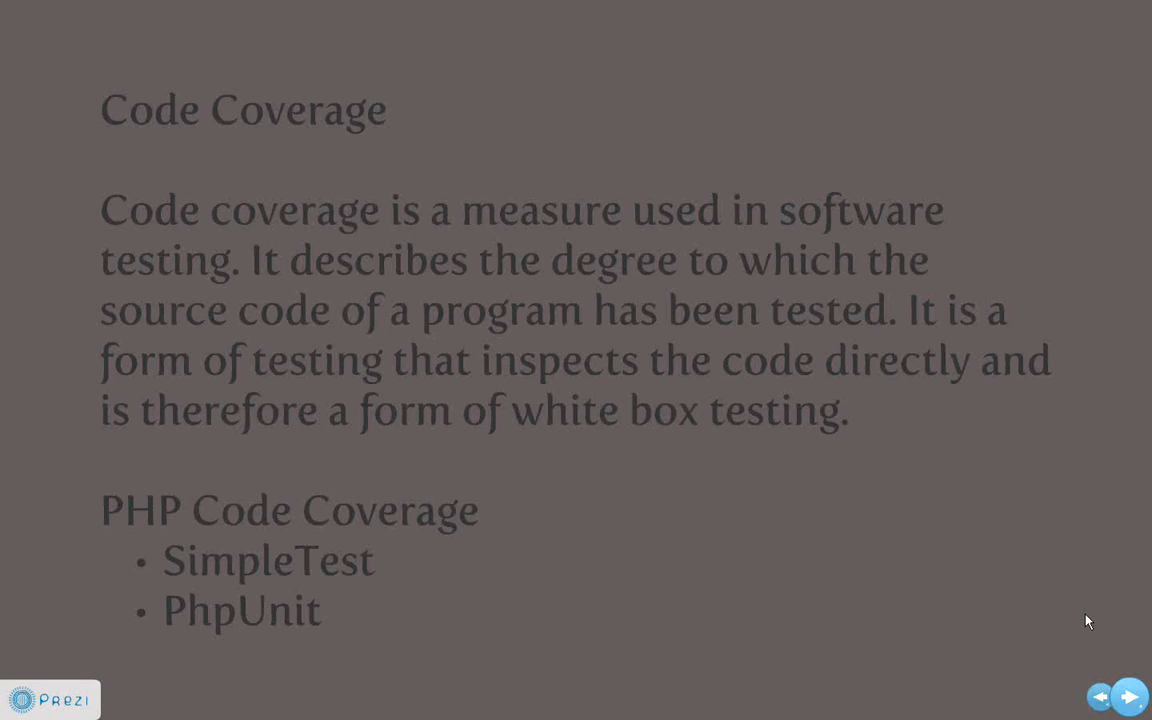 Code Coverage
Code coverage is a measure used in software
testing. It describes the degree to which the
source code of a program has been tested. It is a
form of testing that inspects the code directly and
is therefore a form of white box testing.
PHP Code Coverage
• SimpleTest
• PhpUnit
Prezi